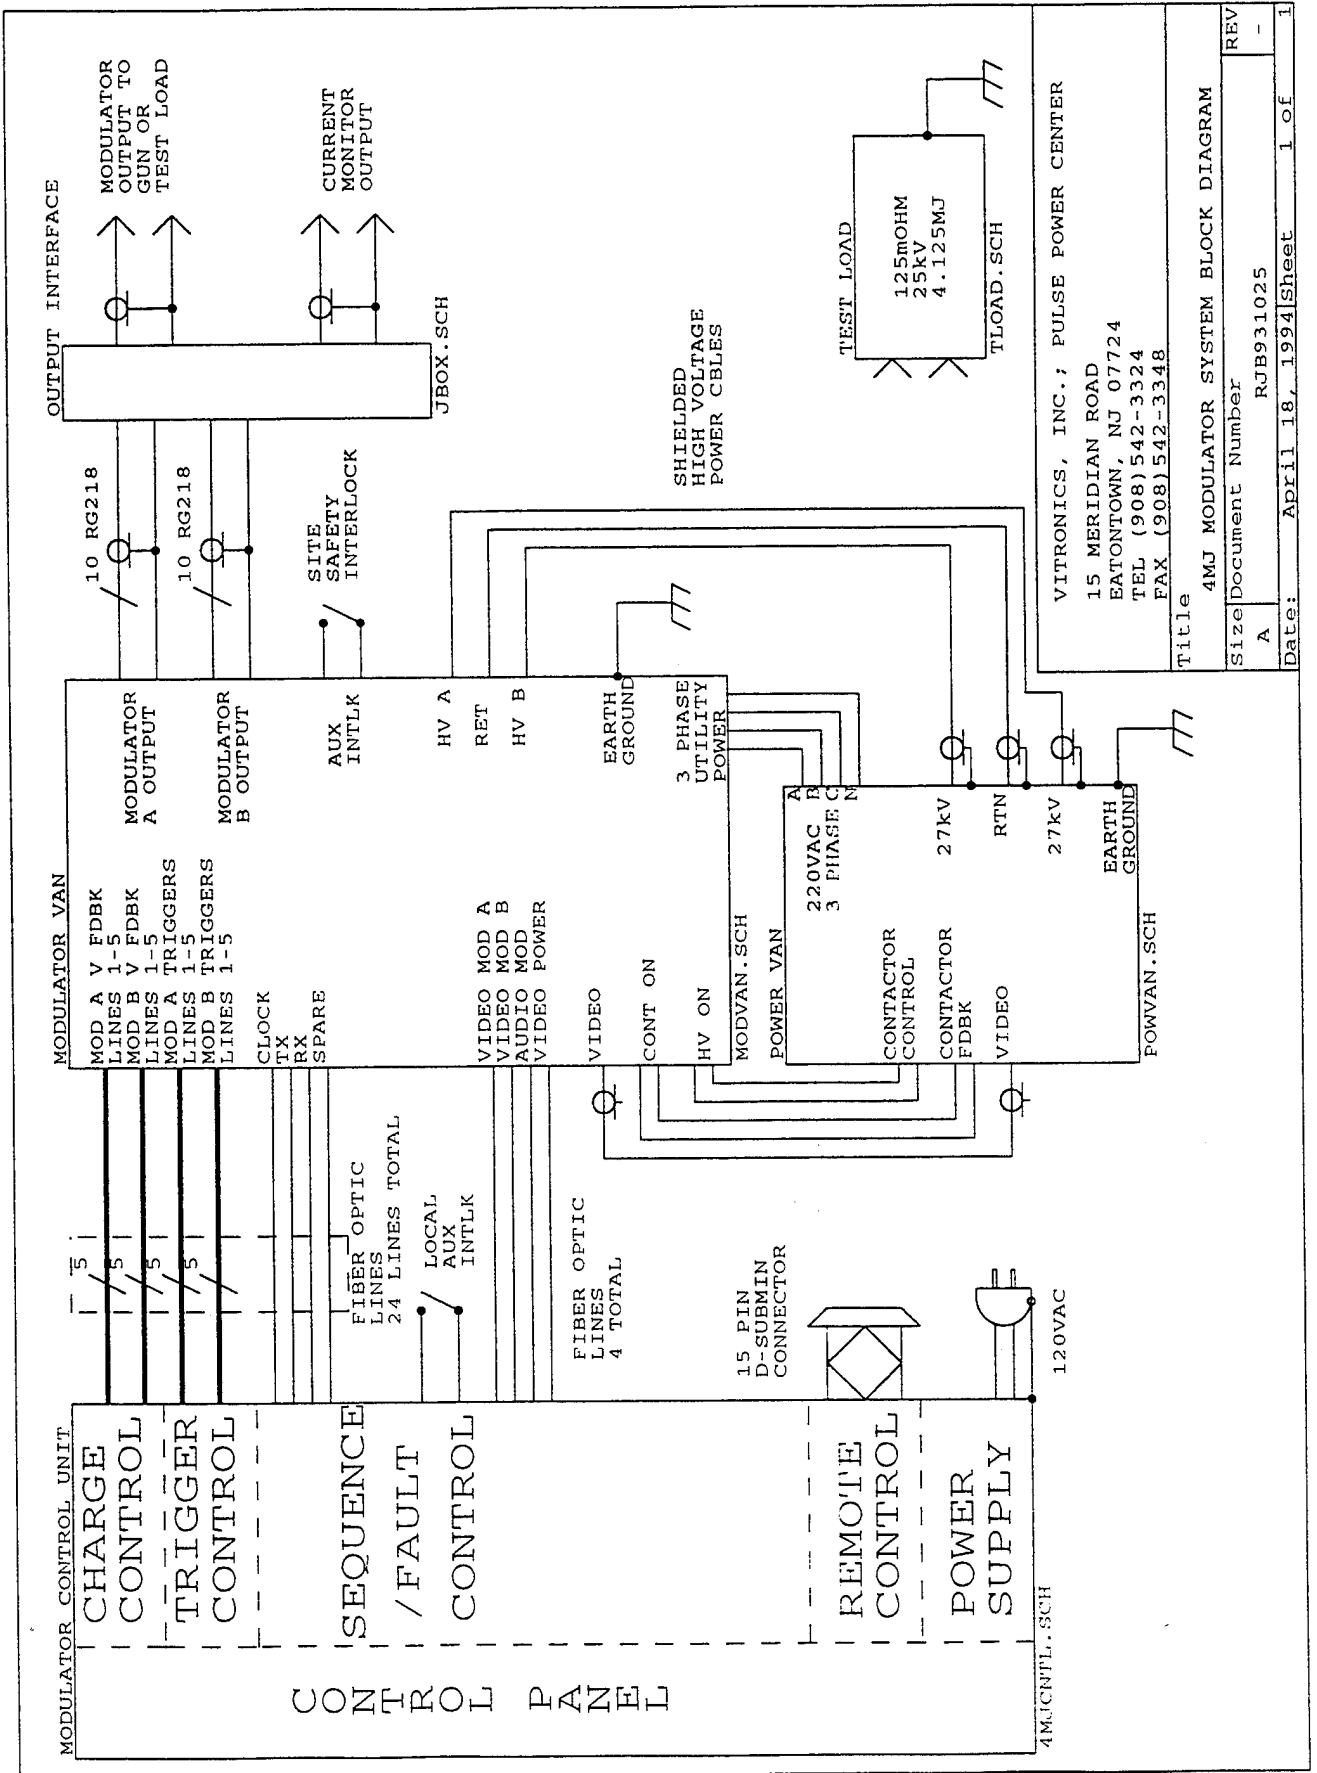 MODULATOR CONTROL UNIT
CHARGE
CONTROL
TRIGGER
CONTROL
SEQUENCE
/FAULT
CONTROL
REMOTE
CONTROL
POWER
SUPPLY
CONTROL PANEL
4MJCNTL.SCH
5
5
5
5
FIBER OPTIC
LINES
24 LINES TOTAL
LOCAL
AUX
INTLK
FIBER OPTIC
LINES
4 TOTAL
15 PIN
D-SUBMIN
CONNECTOR
120VAC
MODULATOR VAN
MOD A V FDBK
LINES 1-5
MOD B V FDBK
LINES 1-5
MOD A TRIGGERS
LINES 1-5
MOD B TRIGGERS
LINES 1-5
CLOCK
TX
RX
SPARE
VIDEO MOD A
VIDEO MOD B
AUDIO MOD
VIDEO POWER
VIDEO
CONT ON
HV ON
MODULATOR
A OUTPUT
MODULATOR
B OUTPUT
AUX
INTLK
HV A
RET
HV B
EARTH
GROUND
3 PHASE
UTILITY
POWER
MODVAN.SCH
POWER VAN
220VAC
3 PHASE
A
B
C
N
CONTACTOR
CONTROL
CONTACTOR
FDBK
VIDEO
27kV
RTN
27kV
EARTH
GROUND
POWVAN.SCH
10 RG218
10 RG218
SITE
SAFETY
INTERLOCK
SHIELDED
HIGH VOLTAGE
POWER CBLES
OUTPUT INTERFACE
JBOX.SCH
MODULATOR
OUTPUT TO
GUN OR
TEST LOAD
CURRENT
MONITOR
OUTPUT
TEST LOAD
125mOHM
25kV
4.125MJ
TLOAD.SCH
VITRONICS, INC.; PULSE POWER CENTER
15 MERIDIAN ROAD
EATONTOWN, NJ 07724
TEL (908)542-3324
FAX (908)542-3348
Title
4MJ MODULATOR SYSTEM BLOCK DIAGRAM
Size Document Number REV
A RJB931025 -
Date: April 18, 1994 Sheet 1 of 1